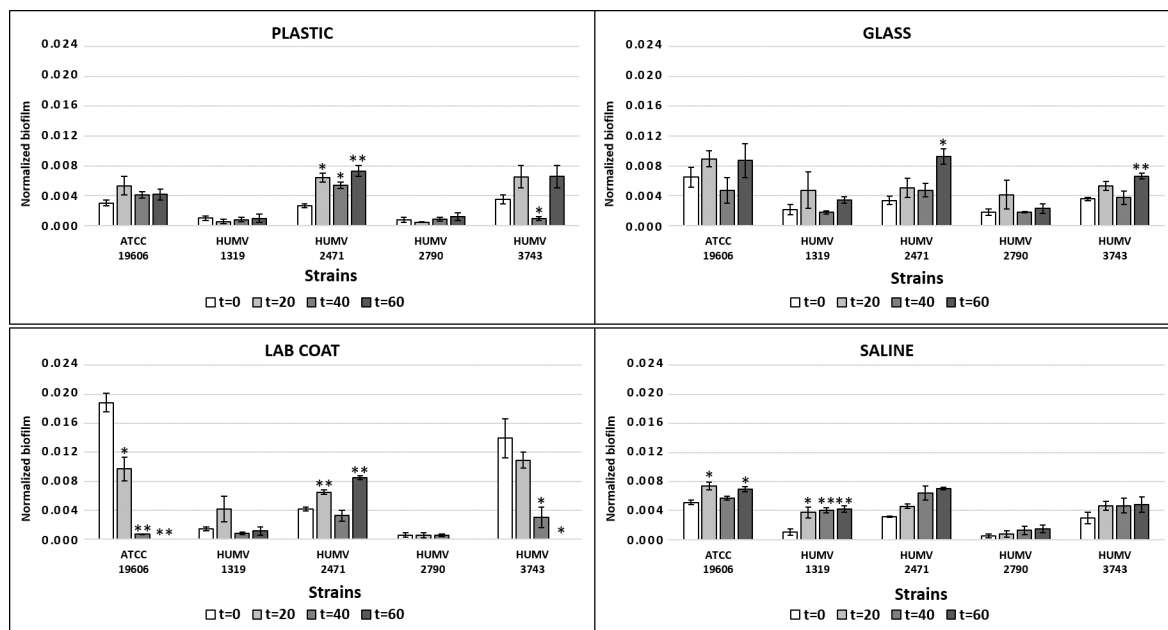 PLASTIC
Normalized biofilm
0.024
0.020
0.016
0.012
0.008
0.004
0.000
* * **
*
ATCC 19606
HUMV 1319
HUMV 2471
HUMV 2790
HUMV 3743
Strains
t=0 t=20 t=40 t=60
GLASS
Normalized biofilm
0.024
0.020
0.016
0.012
0.008
0.004
0.000
*
**
ATCC 19606
HUMV 1319
HUMV 2471
HUMV 2790
HUMV 3743
Strains
t=0 t=20 t=40 t=60
LAB COAT
Normalized biofilm
0.024
0.020
0.016
0.012
0.008
0.004
0.000
* ** **
** **
* *
ATCC 19606
HUMV 1319
HUMV 2471
HUMV 2790
HUMV 3743
Strains
t=0 t=20 t=40 t=60
SALINE
Normalized biofilm
0.024
0.020
0.016
0.012
0.008
0.004
0.000
* *
* ** **
ATCC 19606
HUMV 1319
HUMV 2471
HUMV 2790
HUMV 3743
Strains
t=0 t=20 t=40 t=60